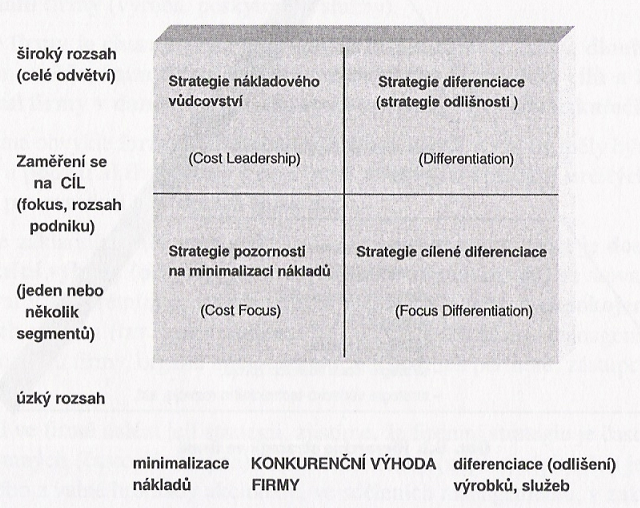 široký rozsah
(celé odvětví)
Strategie nákladového
vůdcovství
(Cost Leadership)
Strategie diferenciace
(strategie odlišnosti )
(Differentiation)
Zaměření se
na CÍL
(fokus, rozsah
podniku)
(jeden nebo
několik
segmentů)
Strategie pozornosti
na minimalizaci nákladů
(Cost Focus)
Strategie cílené diferenciace
(Focus Differentiation)
úzký rozsah
minimalizace
nákladů
KONKURENČNÍ VÝHODA
FIRMY
diferenciace (odlišení)
výrobků, služeb